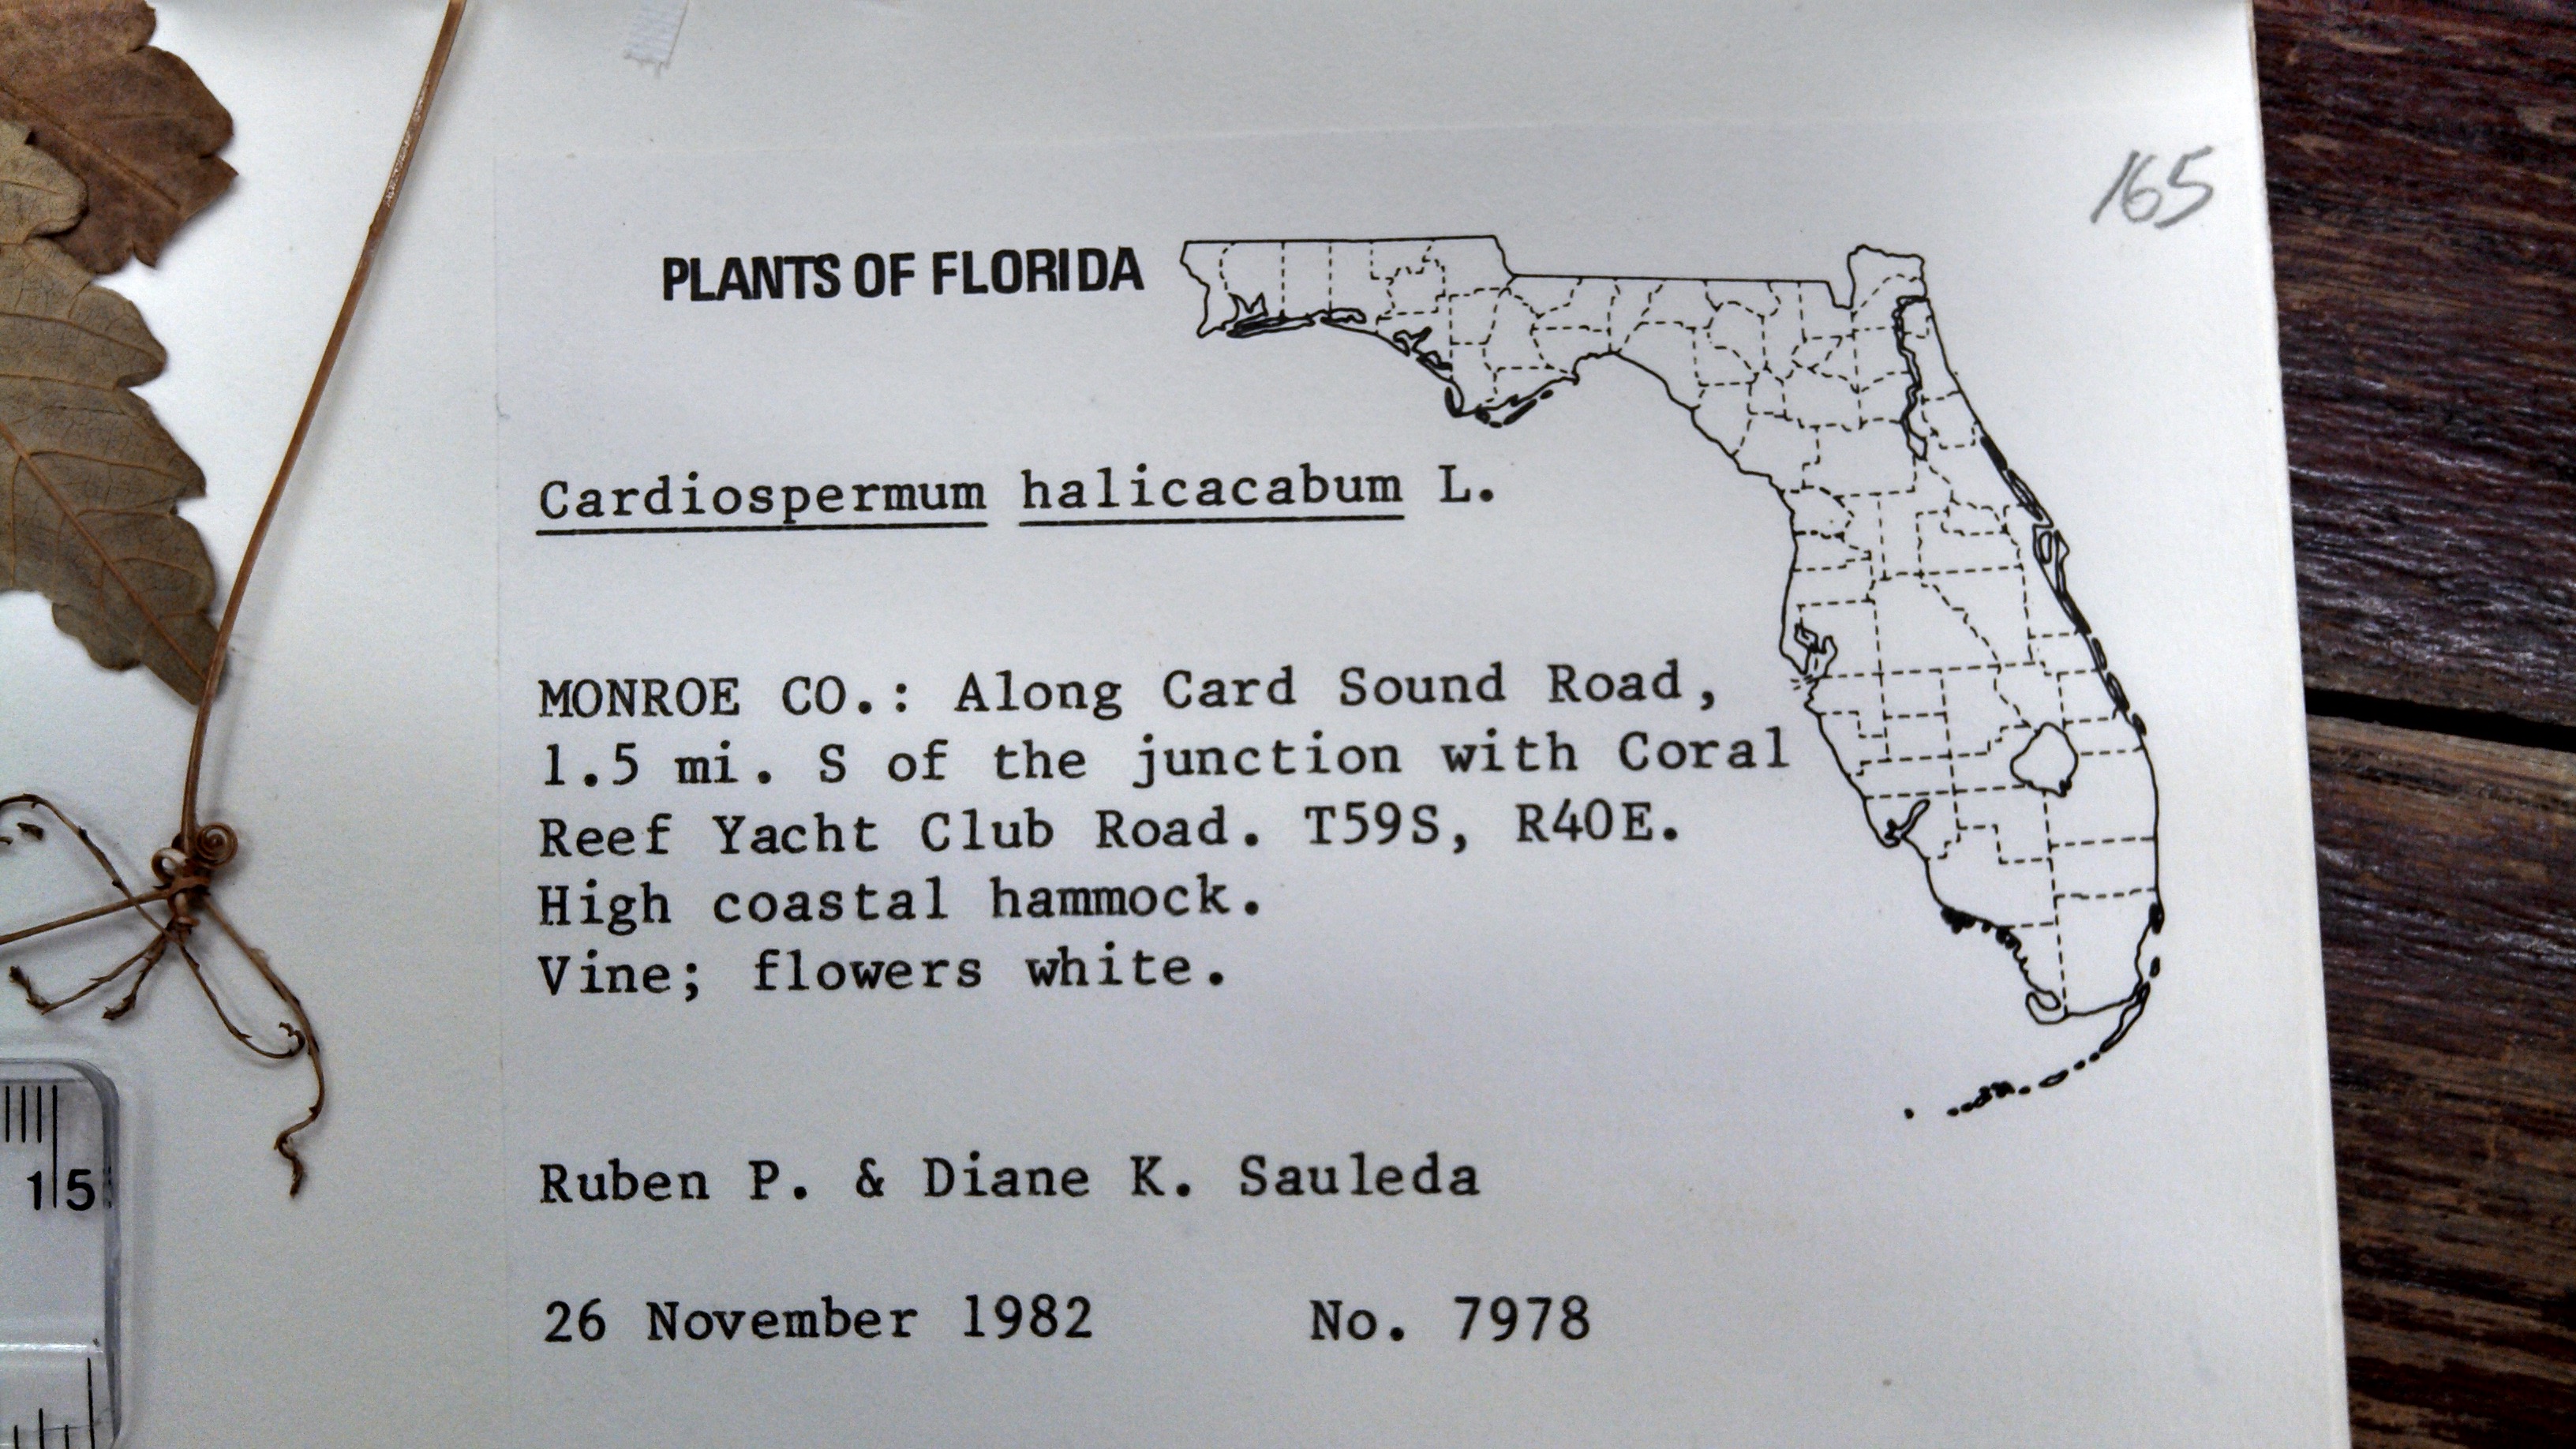 165
PLANTS OF FLORIDA
Cardiospermum halicacabum L.
MONROE CO.: Along Card Sound Road,
1.5 mi. S of the junction with Coral
Reef Yacht Club Road. T59S, R40E.
High coastal hammock.
Vine; flowers white.
Ruben P. & Diane K. Sauleda
26 November 1982 No. 7978
15